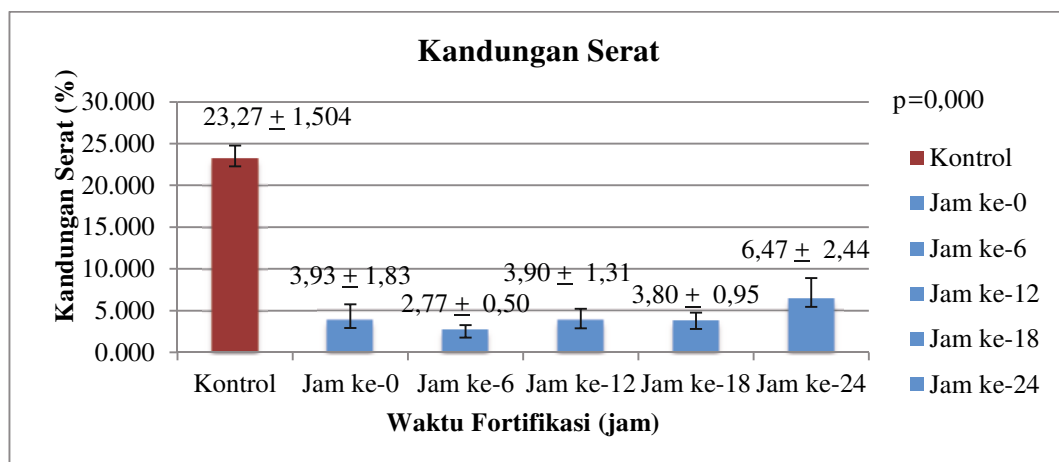 Kandungan Serat
Kandungan Serat (%)
30.000
25.000
20.000
15.000
10.000
5.000
0.000
23,27 ± 1,504
3,93 ± 1,83
2,77 ± 0,50
3,90 ± 1,31
3,80 ± 0,95
6,47 ± 2,44
Kontrol Jam ke-0 Jam ke-6 Jam ke-12 Jam ke-18 Jam ke-24
Waktu Fortifikasi (jam)
p=0,000
Kontrol
Jam ke-0
Jam ke-6
Jam ke-12
Jam ke-18
Jam ke-24